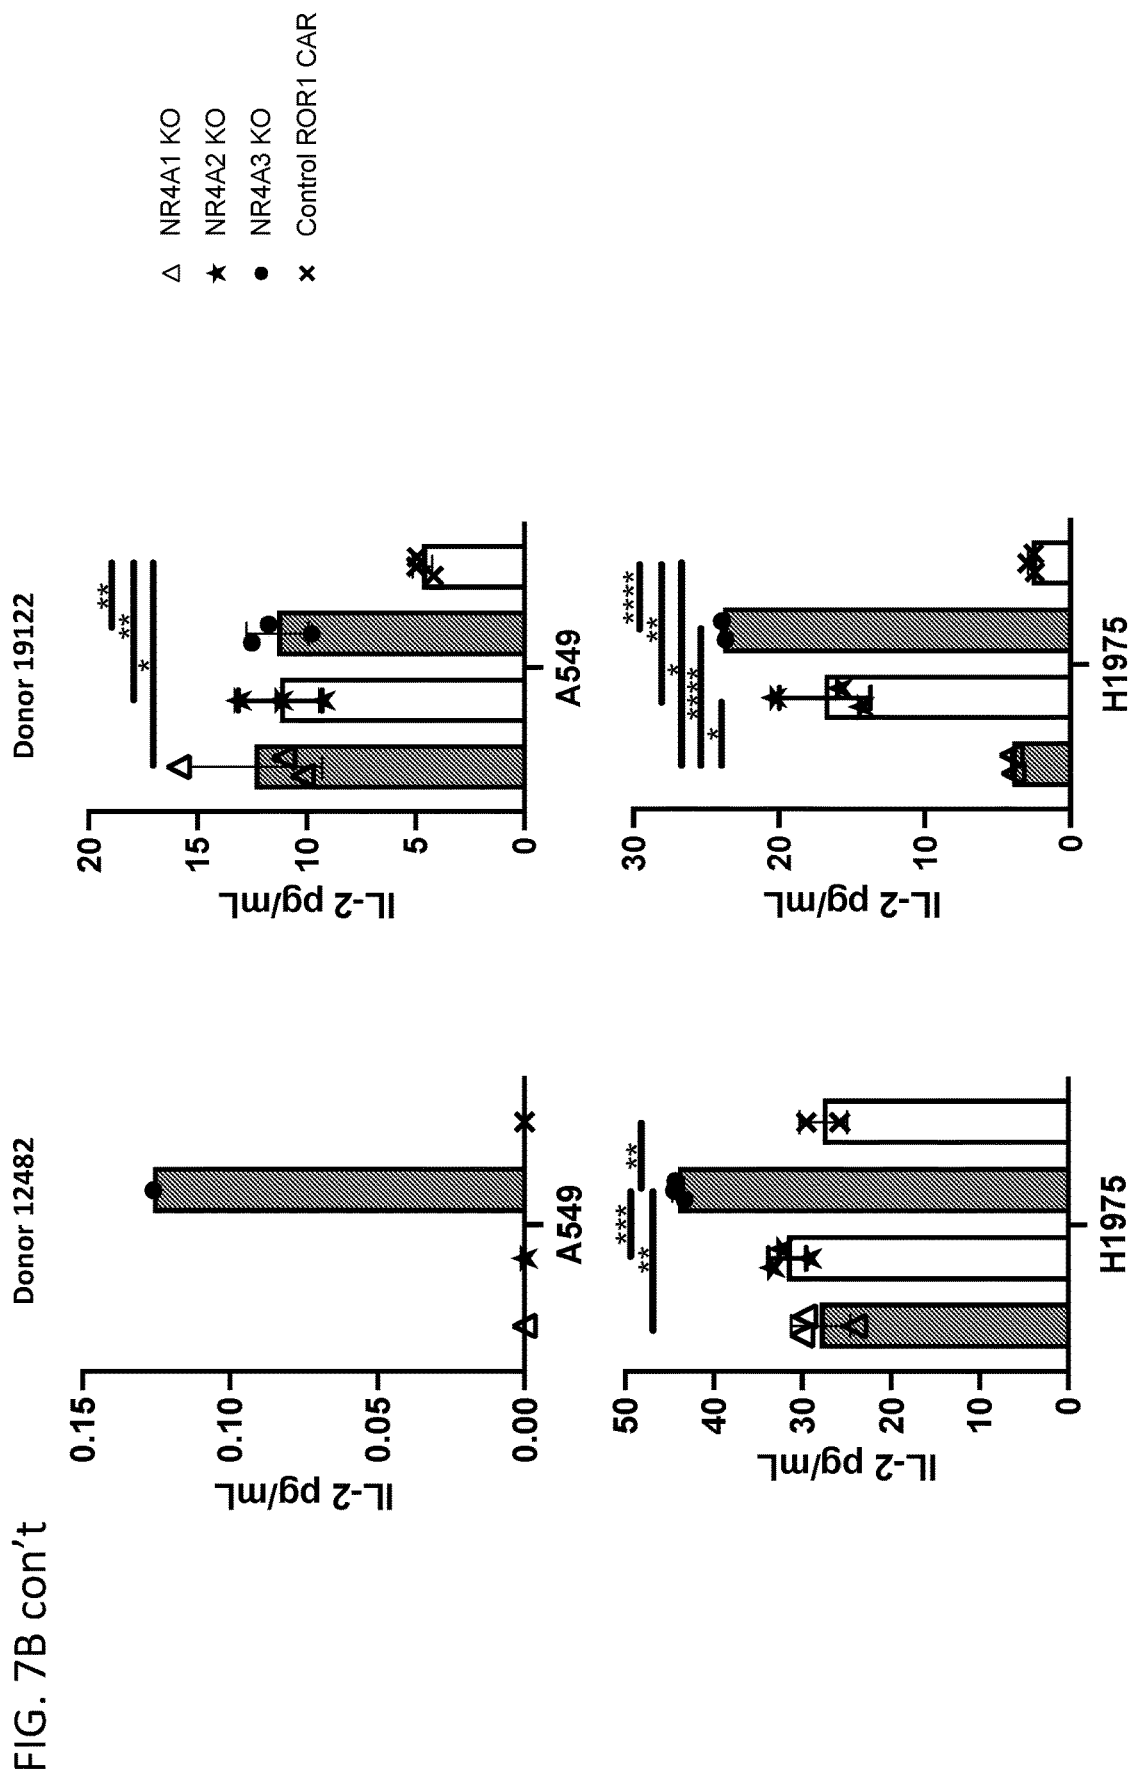 FIG. 7B con't
Donor 12482
Donor 19122
IL-2 pg/mL
0.15
0.10
0.05
0.00
A549
IL-2 pg/mL
20
15
10
5
0
**
**
*
A549
△ NR4A1 KO
★ NR4A2 KO
● NR4A3 KO
× Control ROR1 CAR
IL-2 pg/mL
50
40
30
20
10
0
***
**
**
H1975
IL-2 pg/mL
30
20
10
0
****
**
*
****
*
H1975